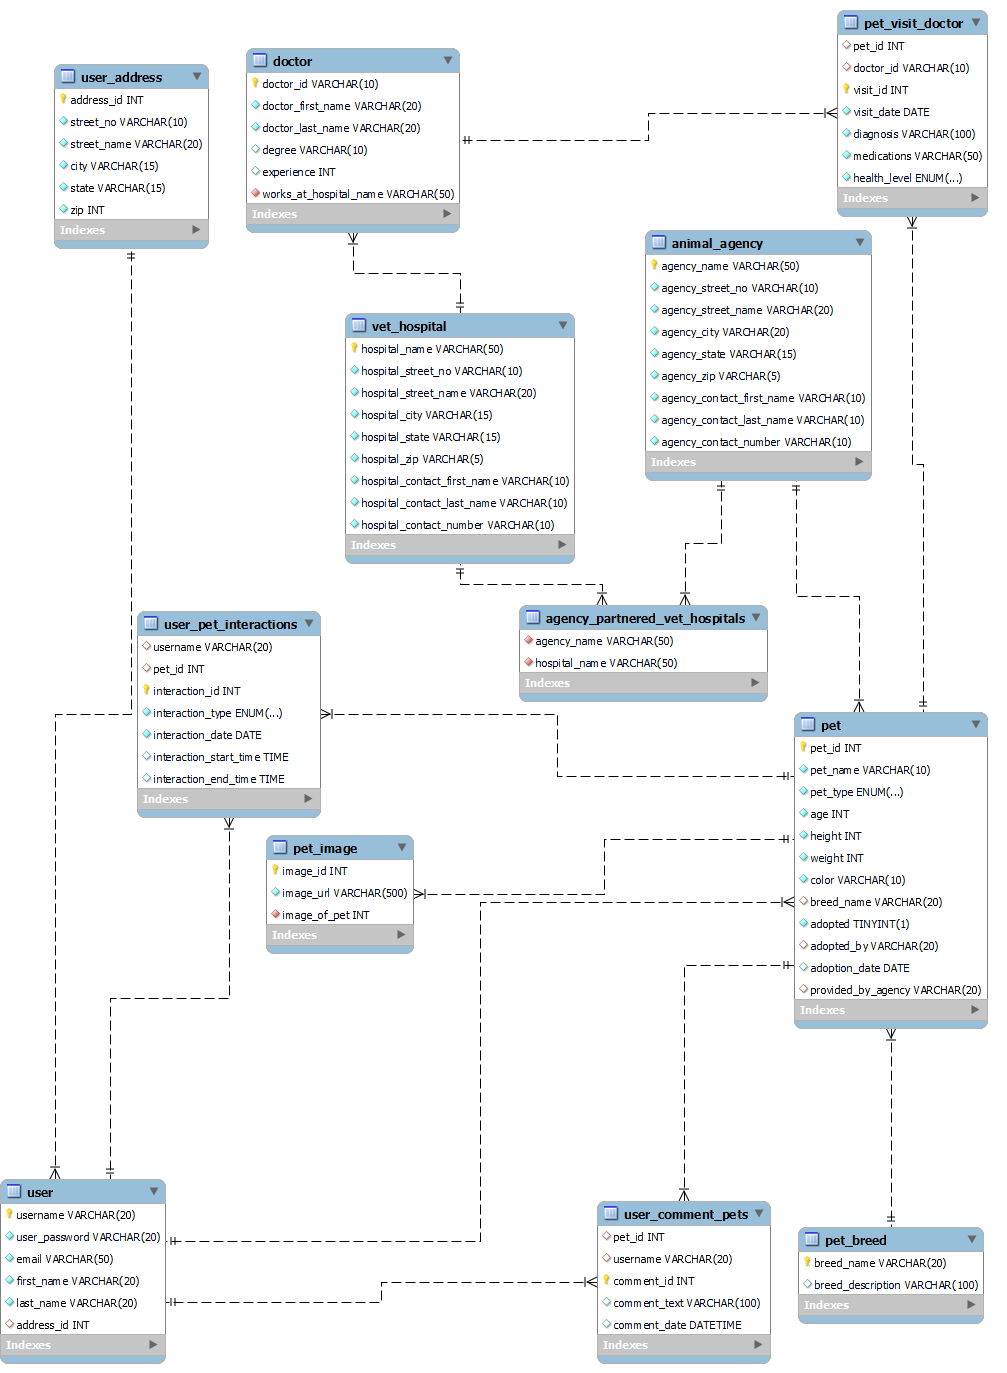 pet_visit_doctor
pet_id INT
doctor_id VARCHAR(10)
visit_id INT
visit_date DATE
diagnosis VARCHAR(100)
medications VARCHAR(50)
health_level ENUM(...)
Indexes
doctor
doctor_id VARCHAR(10)
doctor_first_name VARCHAR(20)
doctor_last_name VARCHAR(20)
degree VARCHAR(10)
experience INT
works_at_hospital_name VARCHAR(50)
Indexes
user_address
address_id INT
street_no VARCHAR(10)
street_name VARCHAR(20)
city VARCHAR(15)
state VARCHAR(15)
zip INT
Indexes
animal_agency
agency_name VARCHAR(50)
agency_street_no VARCHAR(10)
agency_street_name VARCHAR(20)
agency_city VARCHAR(20)
agency_state VARCHAR(15)
agency_zip VARCHAR(5)
agency_contact_first_name VARCHAR(10)
agency_contact_last_name VARCHAR(10)
agency_contact_number VARCHAR(10)
Indexes
vet_hospital
hospital_name VARCHAR(50)
hospital_street_no VARCHAR(10)
hospital_street_name VARCHAR(20)
hospital_city VARCHAR(15)
hospital_state VARCHAR(15)
hospital_zip VARCHAR(5)
hospital_contact_first_name VARCHAR(10)
hospital_contact_last_name VARCHAR(10)
hospital_contact_number VARCHAR(10)
Indexes
agency_partnered_vet_hospitals
agency_name VARCHAR(50)
hospital_name VARCHAR(50)
Indexes
user_pet_interactions
username VARCHAR(20)
pet_id INT
interaction_id INT
interaction_type ENUM(...)
interaction_date DATE
interaction_start_time TIME
interaction_end_time TIME
Indexes
pet
pet_id INT
pet_name VARCHAR(10)
pet_type ENUM(...)
age INT
height INT
weight INT
color VARCHAR(10)
breed_name VARCHAR(20)
adopted TINYINT(1)
adopted_by VARCHAR(20)
adoption_date DATE
provided_by_agency VARCHAR(20)
Indexes
pet_image
image_id INT
image_url VARCHAR(500)
image_of_pet INT
Indexes
user
username VARCHAR(20)
user_password VARCHAR(20)
email VARCHAR(50)
first_name VARCHAR(20)
last_name VARCHAR(20)
address_id INT
Indexes
user_comment_pets
pet_id INT
username VARCHAR(20)
comment_id INT
comment_text VARCHAR(100)
comment_date DATETIME
Indexes
pet_breed
breed_name VARCHAR(20)
breed_description VARCHAR(100)
Indexes